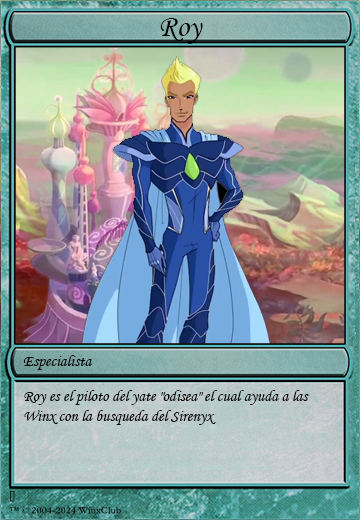 Roy
Especialista
Roy es el piloto del yate "odisea" el cual ayuda a las
Winx con la busqueda del Sirenyx
™ © 2004-2024 WinxClub